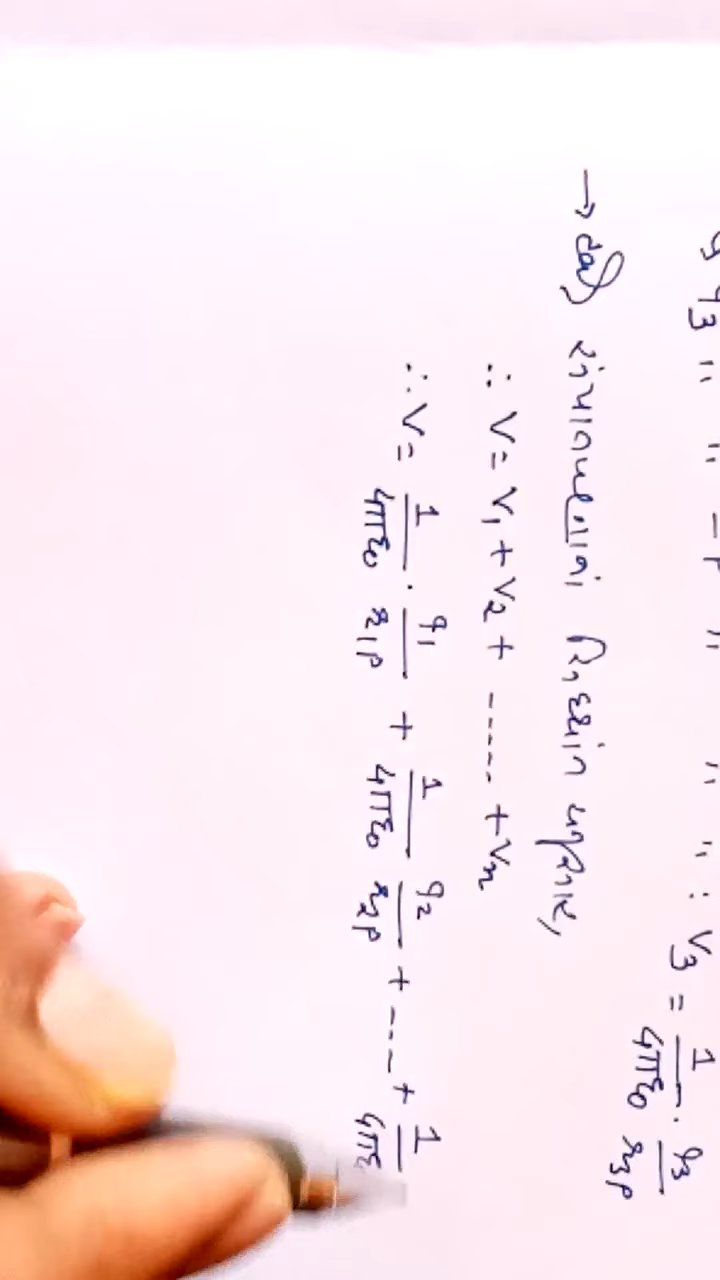 q₃ " " – P " " " : V₃ = 1/4πε₀ · q₃/r₃P
→ હવે સંપાતપણાનાં સિદ્ધાંત અનુસાર,
∴ V = V₁ + V₂ + ------ + Vn
∴ V = 1/4πε₀ · q₁/r₁P + 1/4πε₀ q₂/r₂P + ---- + 1/4πε